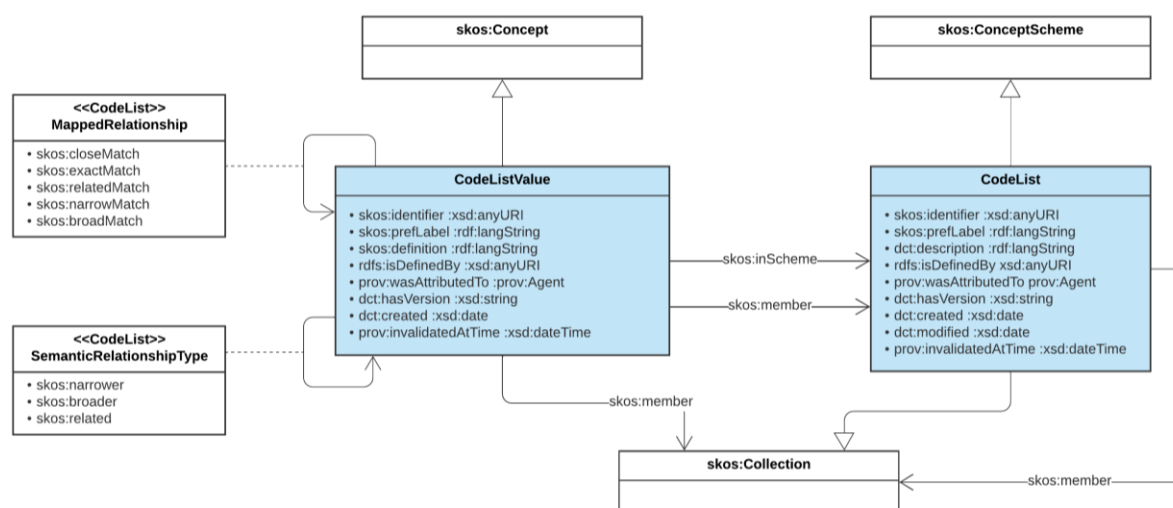 skos:Concept
skos:ConceptScheme
<<CodeList>>
MappedRelationship
• skos:closeMatch
• skos:exactMatch
• skos:relatedMatch
• skos:narrowMatch
• skos:broadMatch
CodeListValue
• skos:identifier :xsd:anyURI
• skos:prefLabel :rdf:langString
• skos:definition :rdf:langString
• rdfs:isDefinedBy :xsd:anyURI
• prov:wasAttributedTo :prov:Agent
• dct:hasVersion :xsd:string
• dct:created :xsd:date
• prov:invalidatedAtTime :xsd:dateTime
skos:inScheme
skos:member
CodeList
• skos:identifier :xsd:anyURI
• skos:prefLabel :rdf:langString
• dct:description :rdf:langString
• rdfs:isDefinedBy xsd:anyURI
• prov:wasAttributedTo prov:Agent
• dct:hasVersion :xsd:string
• dct:created :xsd:date
• dct:modified :xsd:date
• prov:invalidatedAtTime :xsd:dateTime
<<CodeList>>
SemanticRelationshipType
• skos:narrower
• skos:broader
• skos:related
skos:member
skos:Collection
skos:member